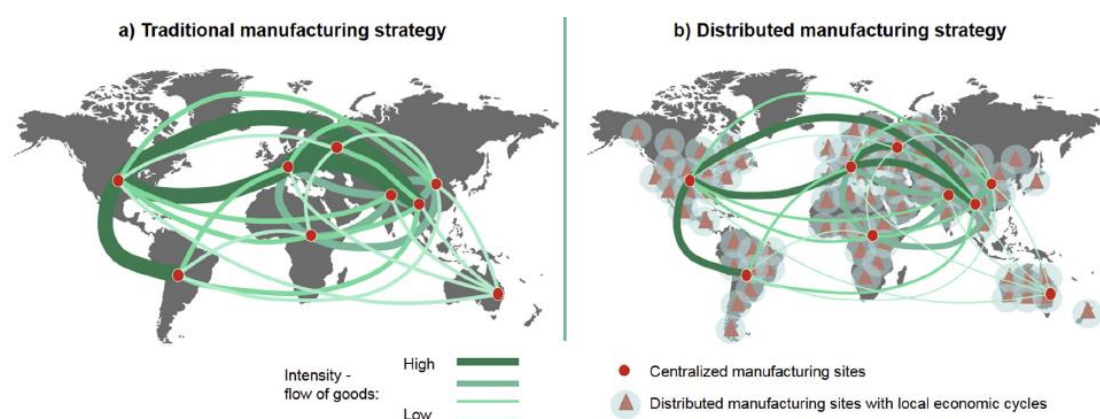 a) Traditional manufacturing strategy
b) Distributed manufacturing strategy
Intensity -
flow of goods:
High
Low
Centralized manufacturing sites
Distributed manufacturing sites with local economic cycles